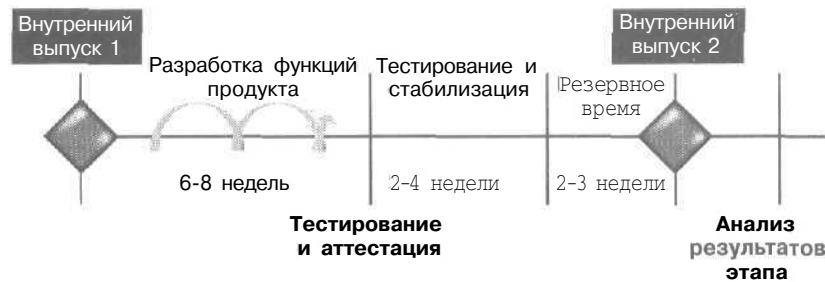 Внутренний
выпуск 1
Внутренний
выпуск 2
Разработка функций
продукта
Тестирование и
стабилизация
Резервное
время
6-8 недель
2-4 недели
2-3 недели
Тестирование
и аттестация
Анализ
результатов
этапа